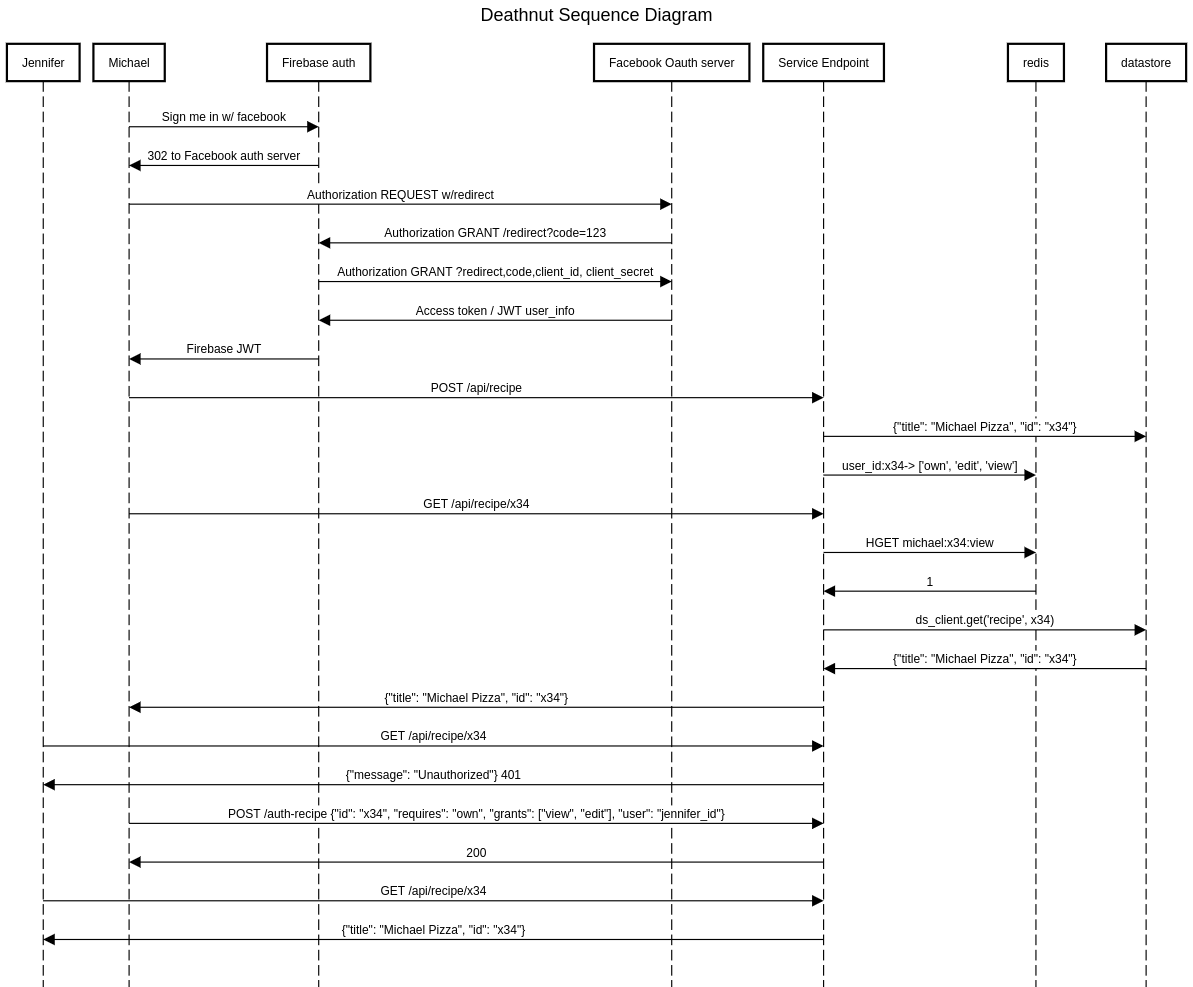 Deathnut Sequence Diagram
Jennifer
Michael
Firebase auth
Facebook Oauth server
Service Endpoint
redis
datastore
Sign me in w/ facebook
302 to Facebook auth server
Authorization REQUEST w/redirect
Authorization GRANT /redirect?code=123
Authorization GRANT ?redirect,code,client_id, client_secret
Access token / JWT user_info
Firebase JWT
POST /api/recipe
{"title": "Michael Pizza", "id": "x34"}
user_id:x34-> ['own', 'edit', 'view']
GET /api/recipe/x34
HGET michael:x34:view
1
ds_client.get('recipe', x34)
{"title": "Michael Pizza", "id": "x34"}
{"title": "Michael Pizza", "id": "x34"}
GET /api/recipe/x34
{"message": "Unauthorized"} 401
POST /auth-recipe {"id": "x34", "requires": "own", "grants": ["view", "edit"], "user": "jennifer_id"}
200
GET /api/recipe/x34
{"title": "Michael Pizza", "id": "x34"}